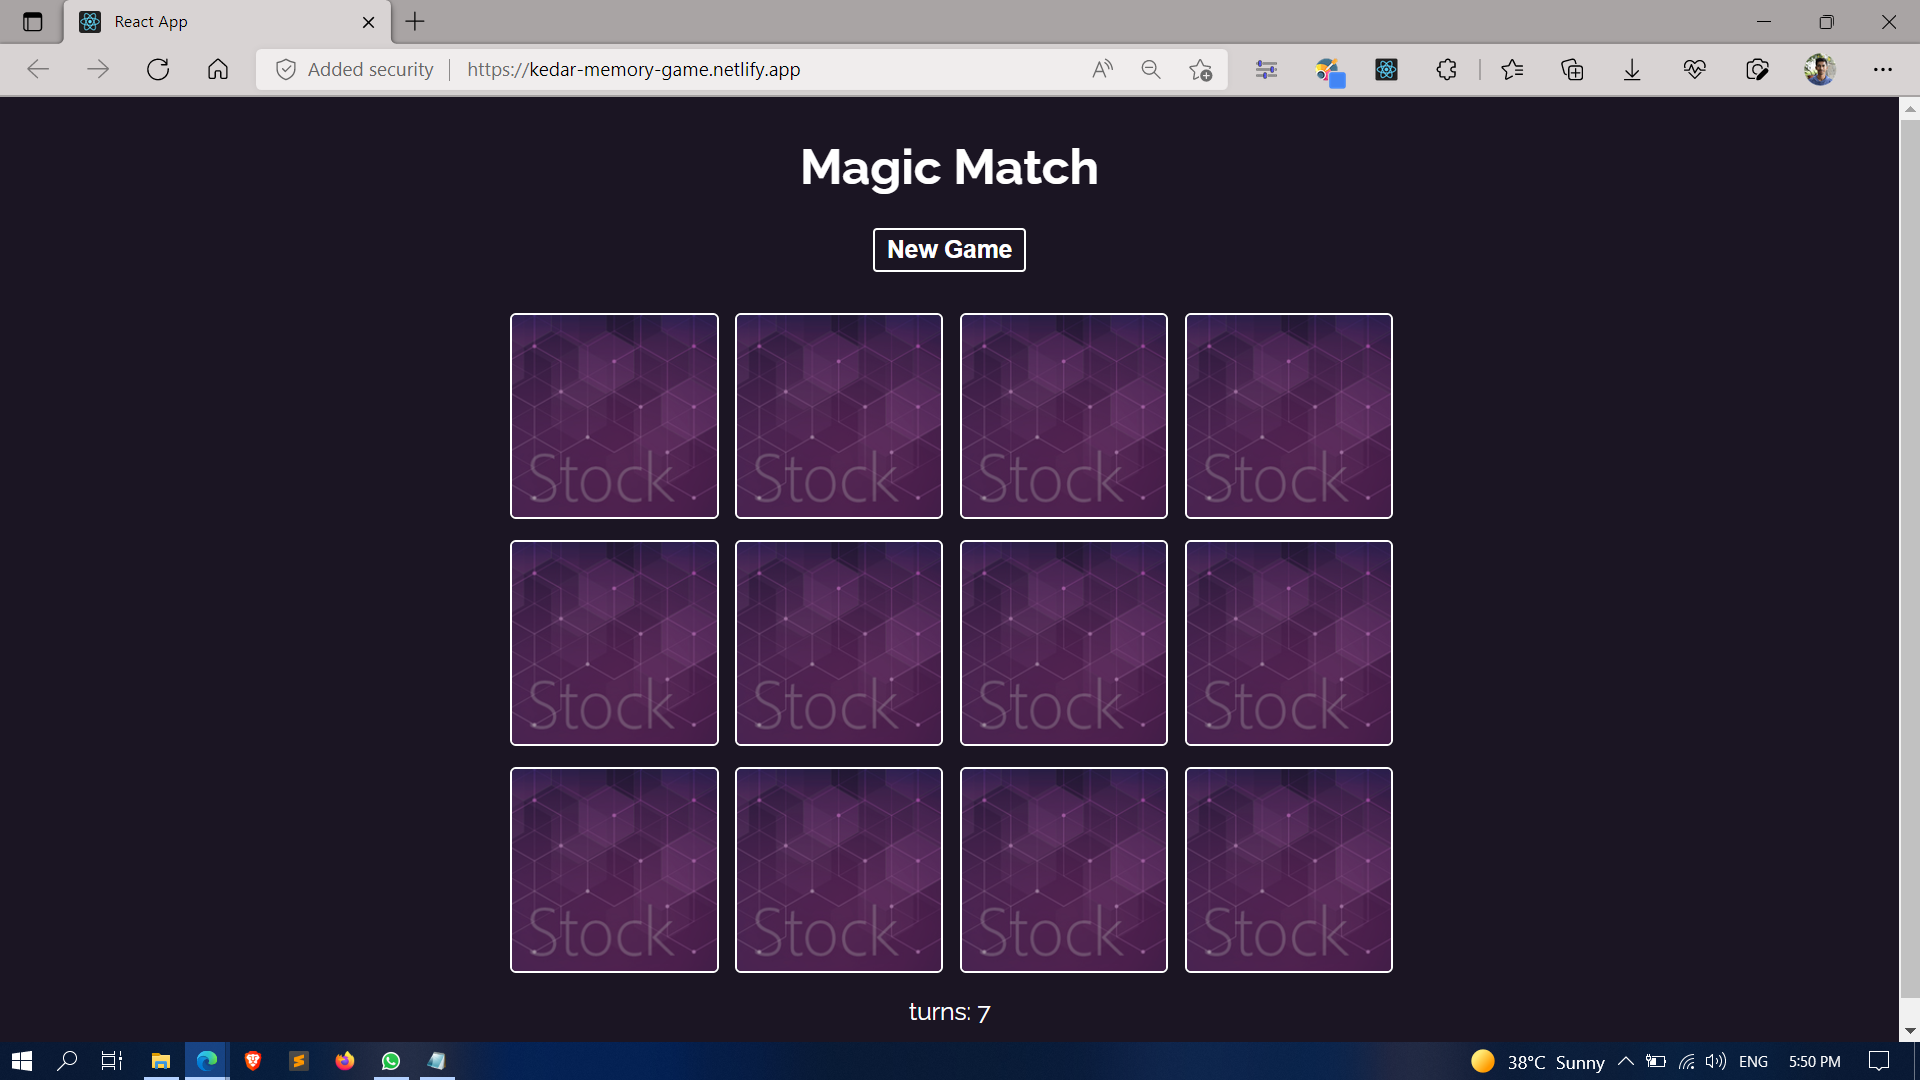 React App
Added security
https://kedar-memory-game.netlify.app
Magic Match
New Game
Stock Stock Stock Stock
Stock Stock Stock Stock
Stock Stock Stock Stock
turns: 7
38°C Sunny ENG 5:50 PM